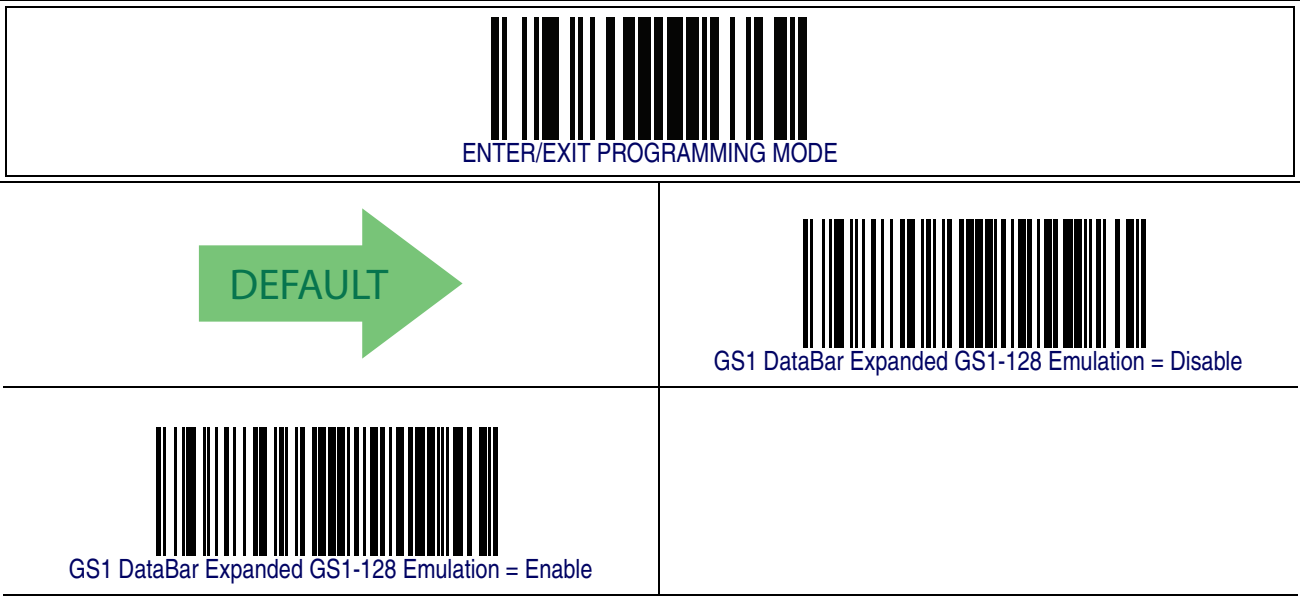 ENTER/EXIT PROGRAMMING MODE
DEFAULT
GS1 DataBar Expanded GS1-128 Emulation = Disable
GS1 DataBar Expanded GS1-128 Emulation = Enable